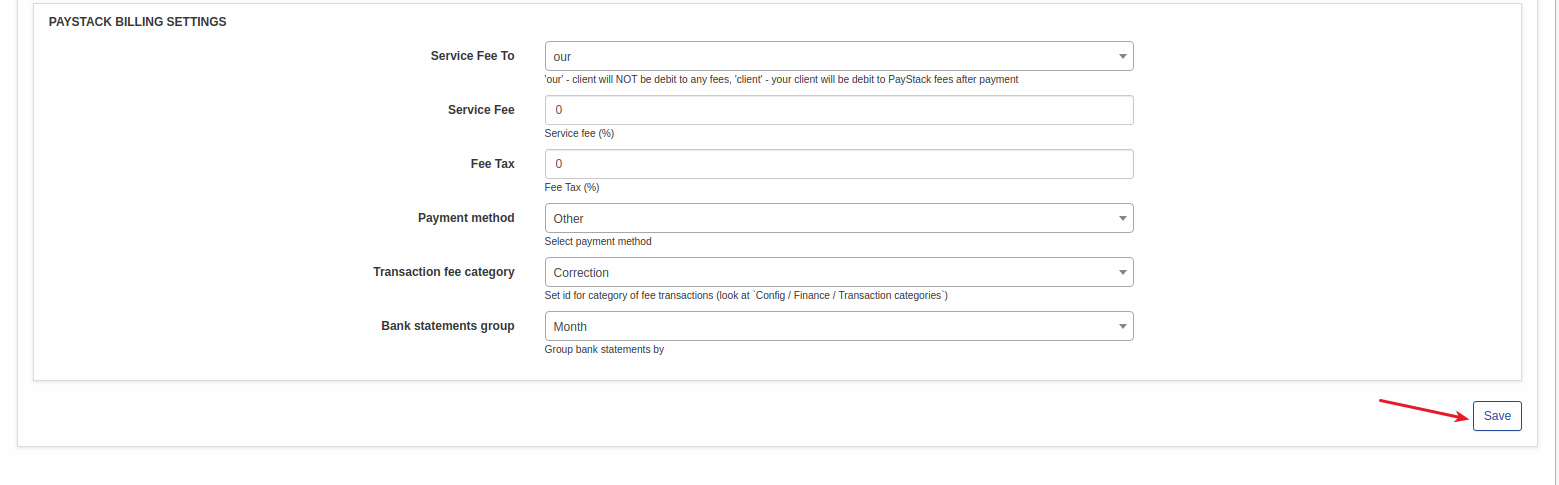 PAYSTACK BILLING SETTINGS
Service Fee To
our
'our' - client will NOT be debit to any fees, 'client' - your client will be debit to PayStack fees after payment
Service Fee
0
Service fee (%)
Fee Tax
0
Fee Tax (%)
Payment method
Other
Select payment method
Transaction fee category
Correction
Set id for category of fee transactions (look at `Config / Finance / Transaction categories`)
Bank statements group
Month
Group bank statements by
Save